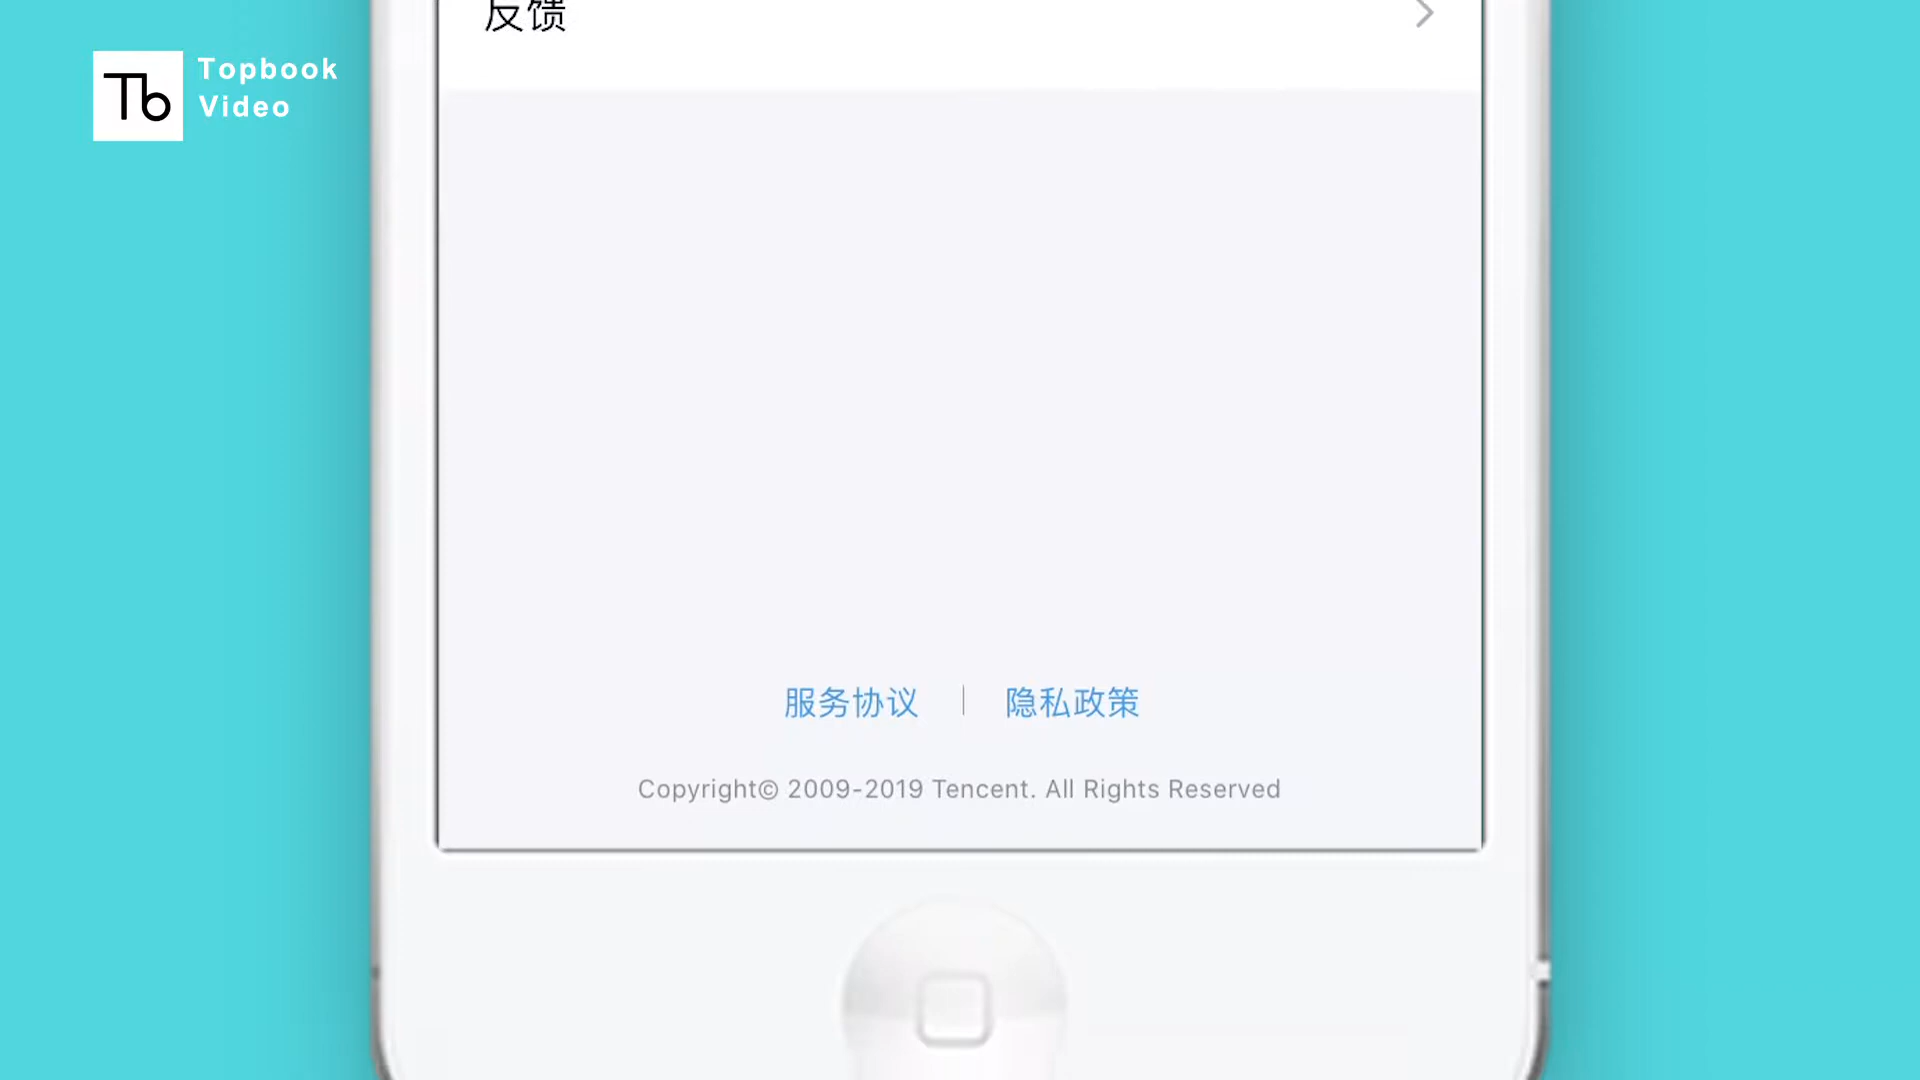 反馈
Topbook
Video
Tb
服务协议 | 隐私政策
Copyright© 2009-2019 Tencent. All Rights Reserved